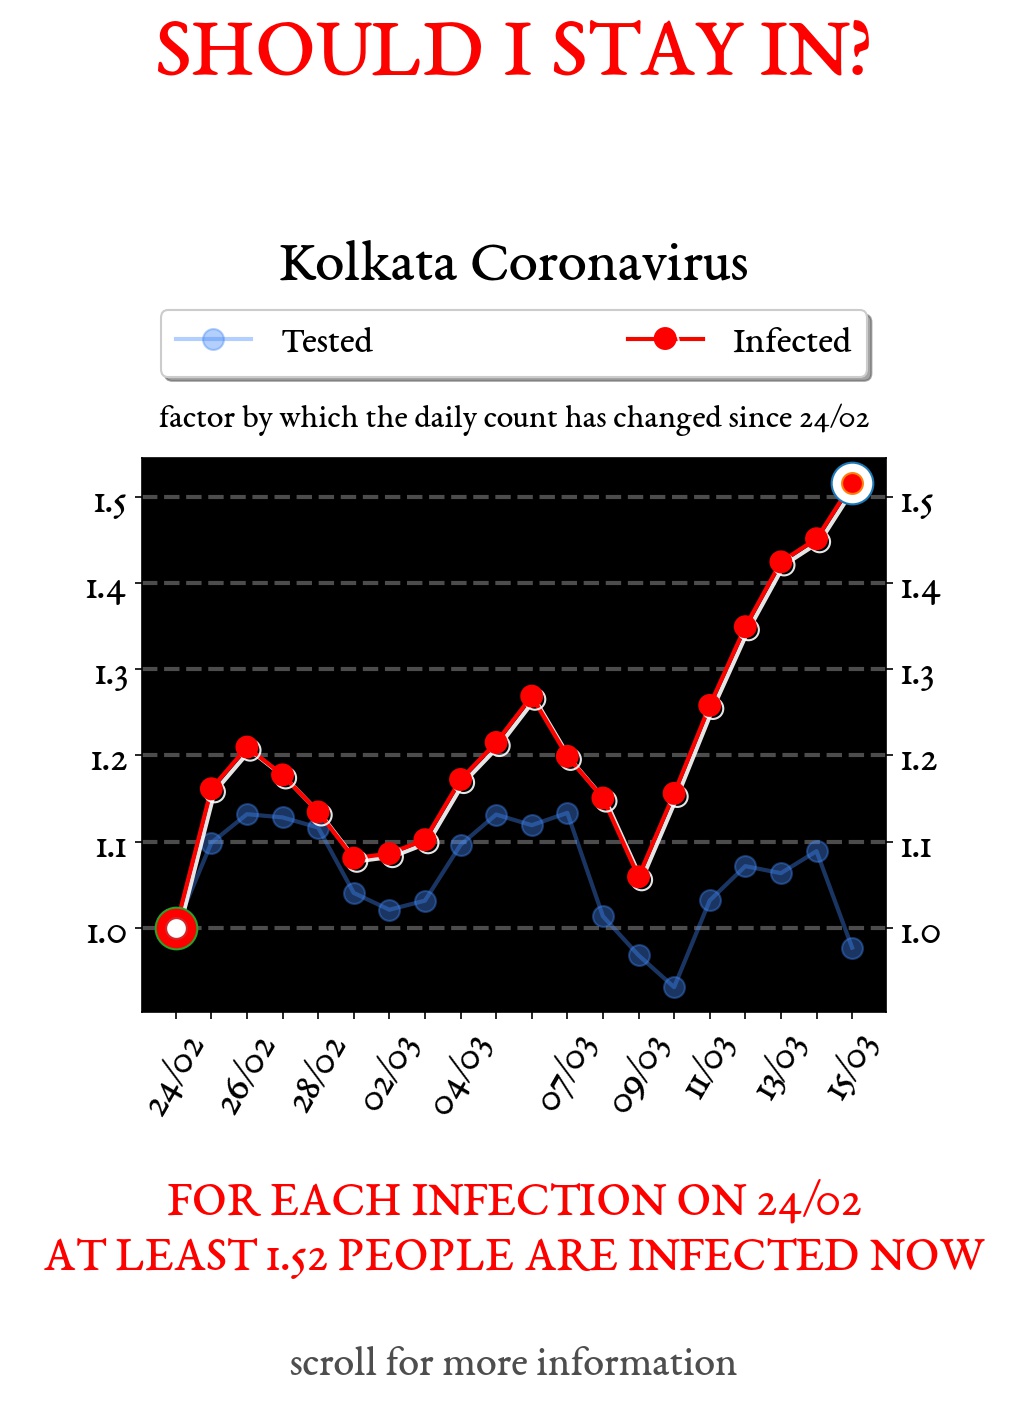 SHOULD I STAY IN?
Kolkata Coronavirus
Tested Infected
factor by which the daily count has changed since 24/02
1.5 1.5
1.4 1.4
1.3 1.3
1.2 1.2
1.1 1.1
1.0 1.0
24/02 26/02 28/02 02/03 04/03 07/03 09/03 11/03 13/03 15/03
FOR EACH INFECTION ON 24/02
AT LEAST 1.52 PEOPLE ARE INFECTED NOW
scroll for more information